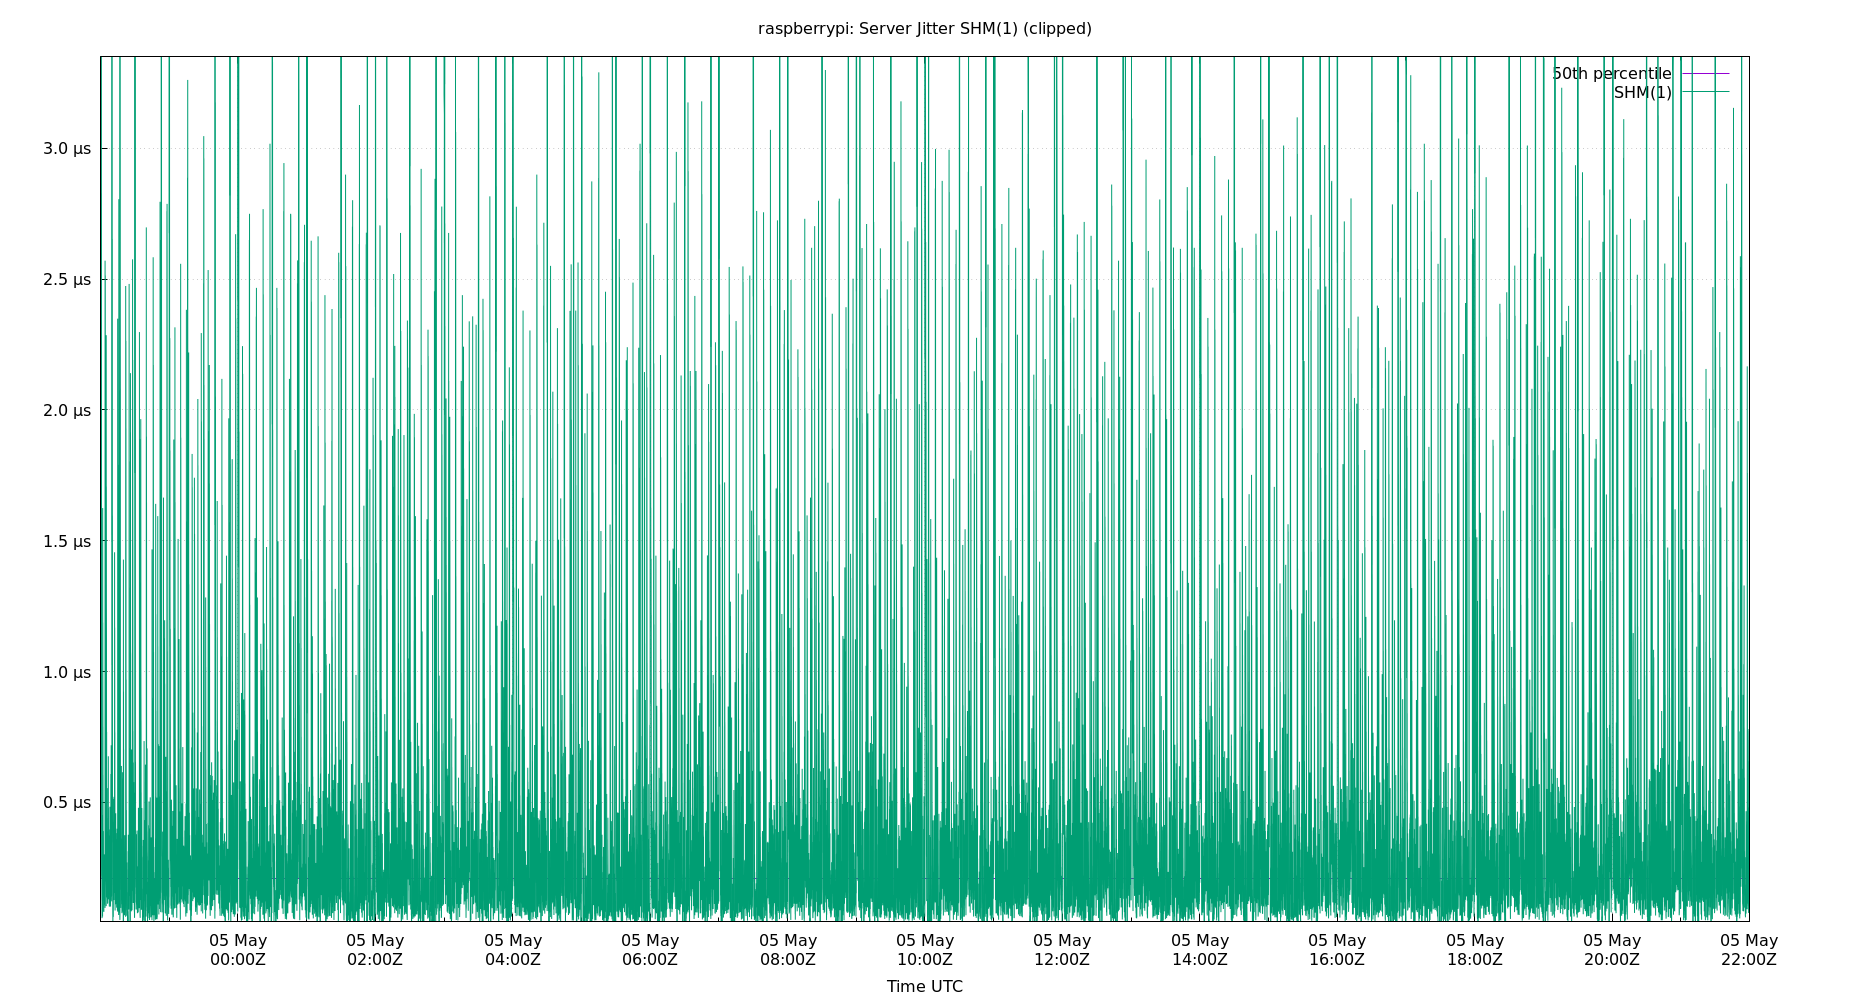 raspberrypi: Server Jitter SHM(1) (clipped)
50th percentile
SHM(1)
3.0 μs
2.5 μs
2.0 μs
1.5 μs
1.0 μs
0.5 μs
05 May 05 May 05 May 05 May 05 May 05 May 05 May 05 May 05 May 05 May 05 May 05 May
00:00Z 02:00Z 04:00Z 06:00Z 08:00Z 10:00Z 12:00Z 14:00Z 16:00Z 18:00Z 20:00Z 22:00Z
Time UTC